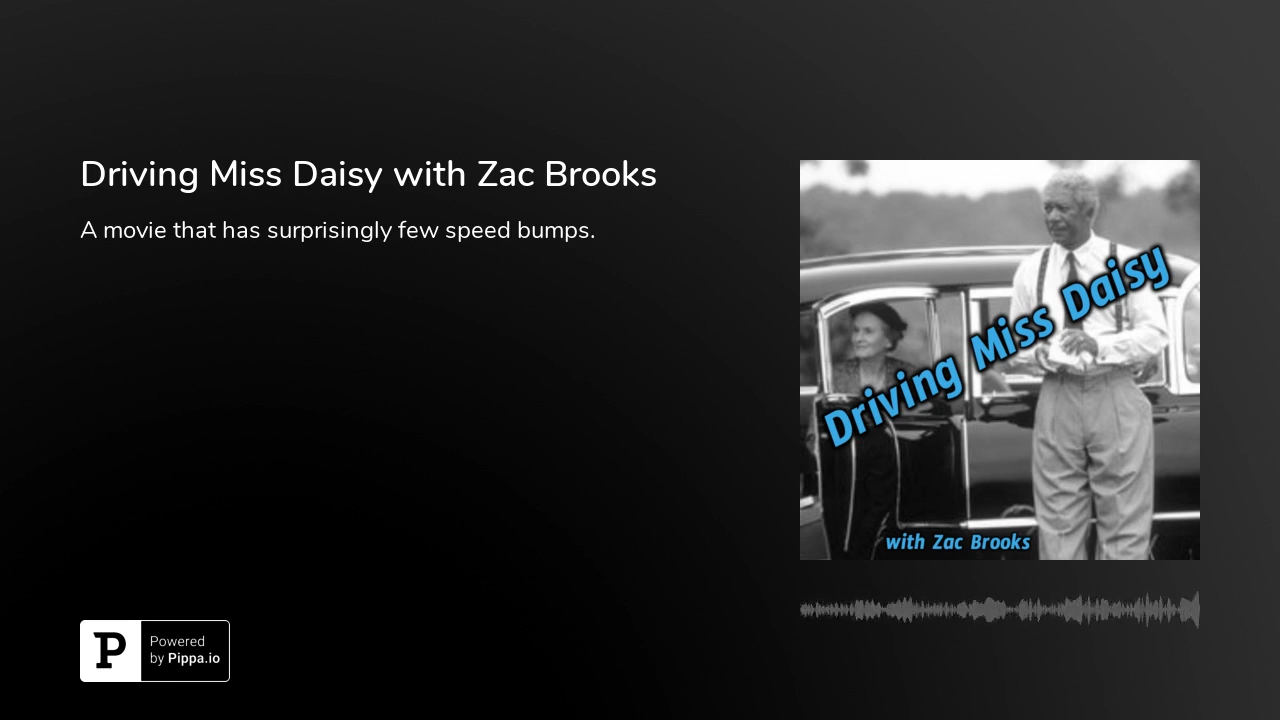 Driving Miss Daisy with Zac Brooks
A movie that has surprisingly few speed bumps.
Driving Miss Daisy
with Zac Brooks
P
Powered
by Pippa.io